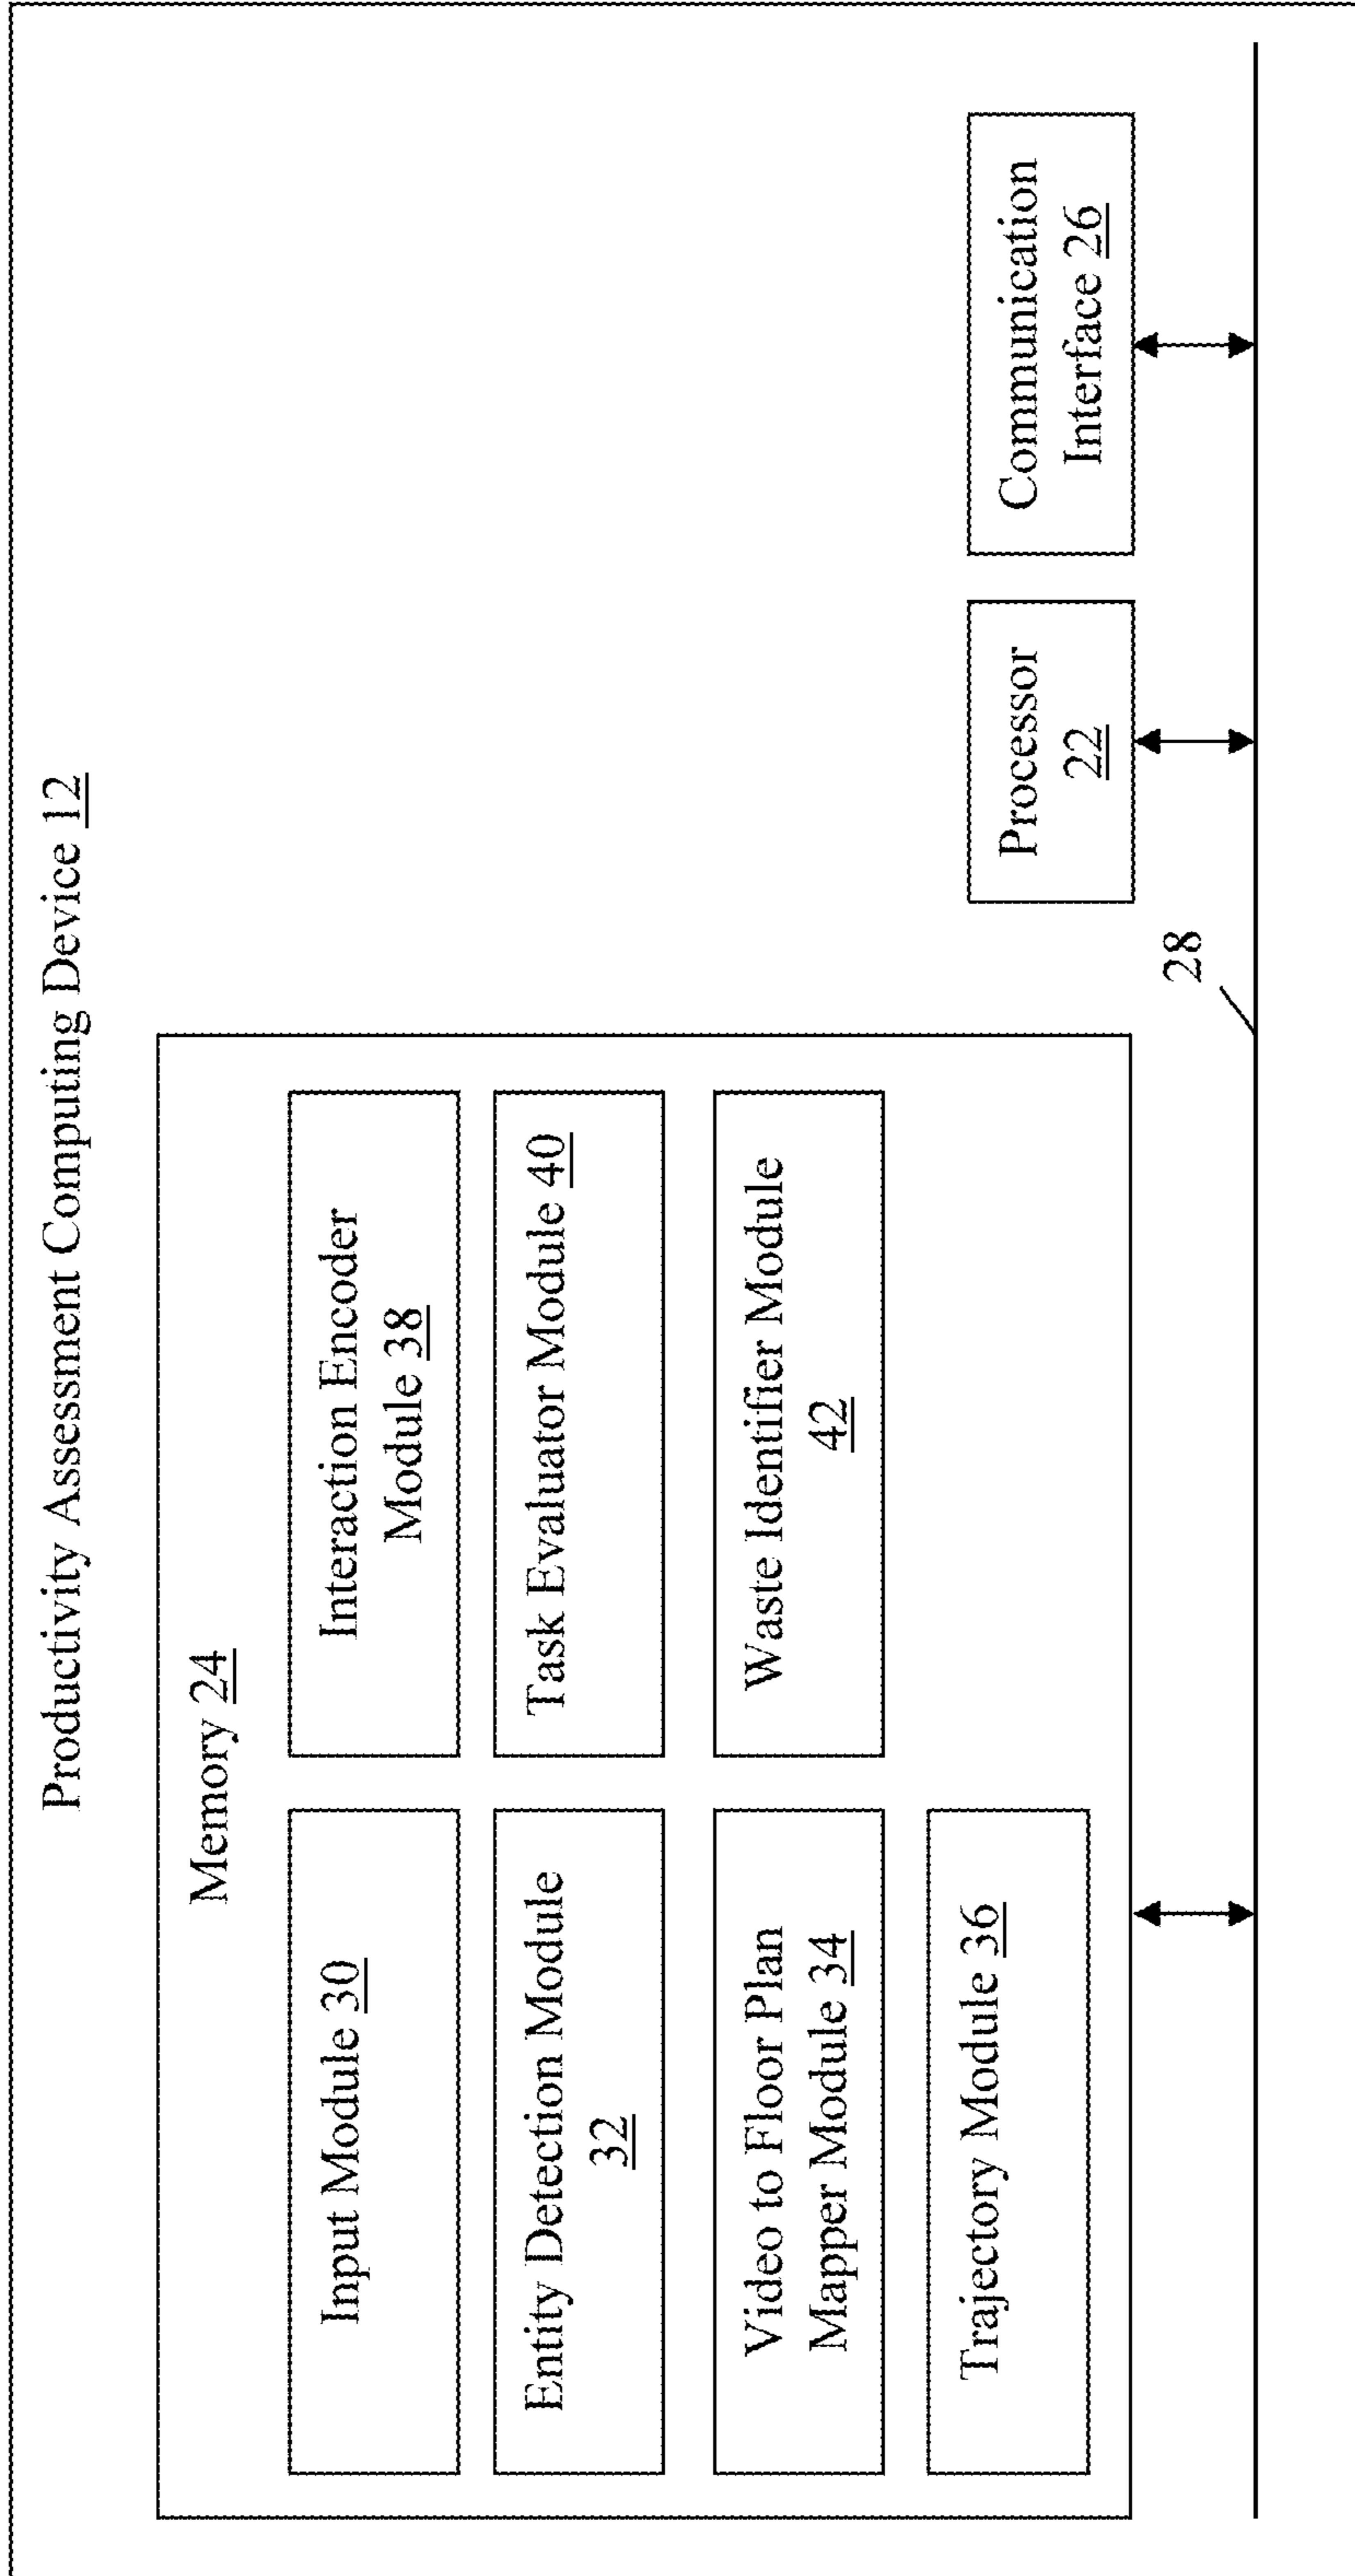 Productivity Assessment Computing Device 12
Memory 24
Input Module 30
Entity Detection Module
32
Video to Floor Plan
Mapper Module 34
Trajectory Module 36
Interaction Encoder
Module 38
Task Evaluator Module 40
Waste Identifier Module
42
Processor
22
Communication
Interface 26
28